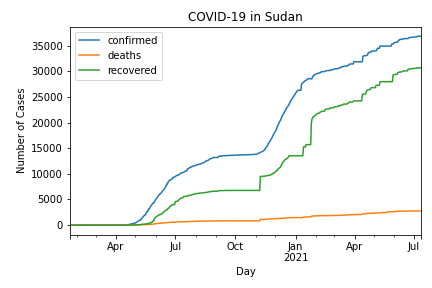 COVID-19 in Sudan
confirmed
deaths
recovered
Number of Cases
35000
30000
25000
20000
15000
10000
5000
0
Apr Jul Oct Jan Apr Jul
2021
Day